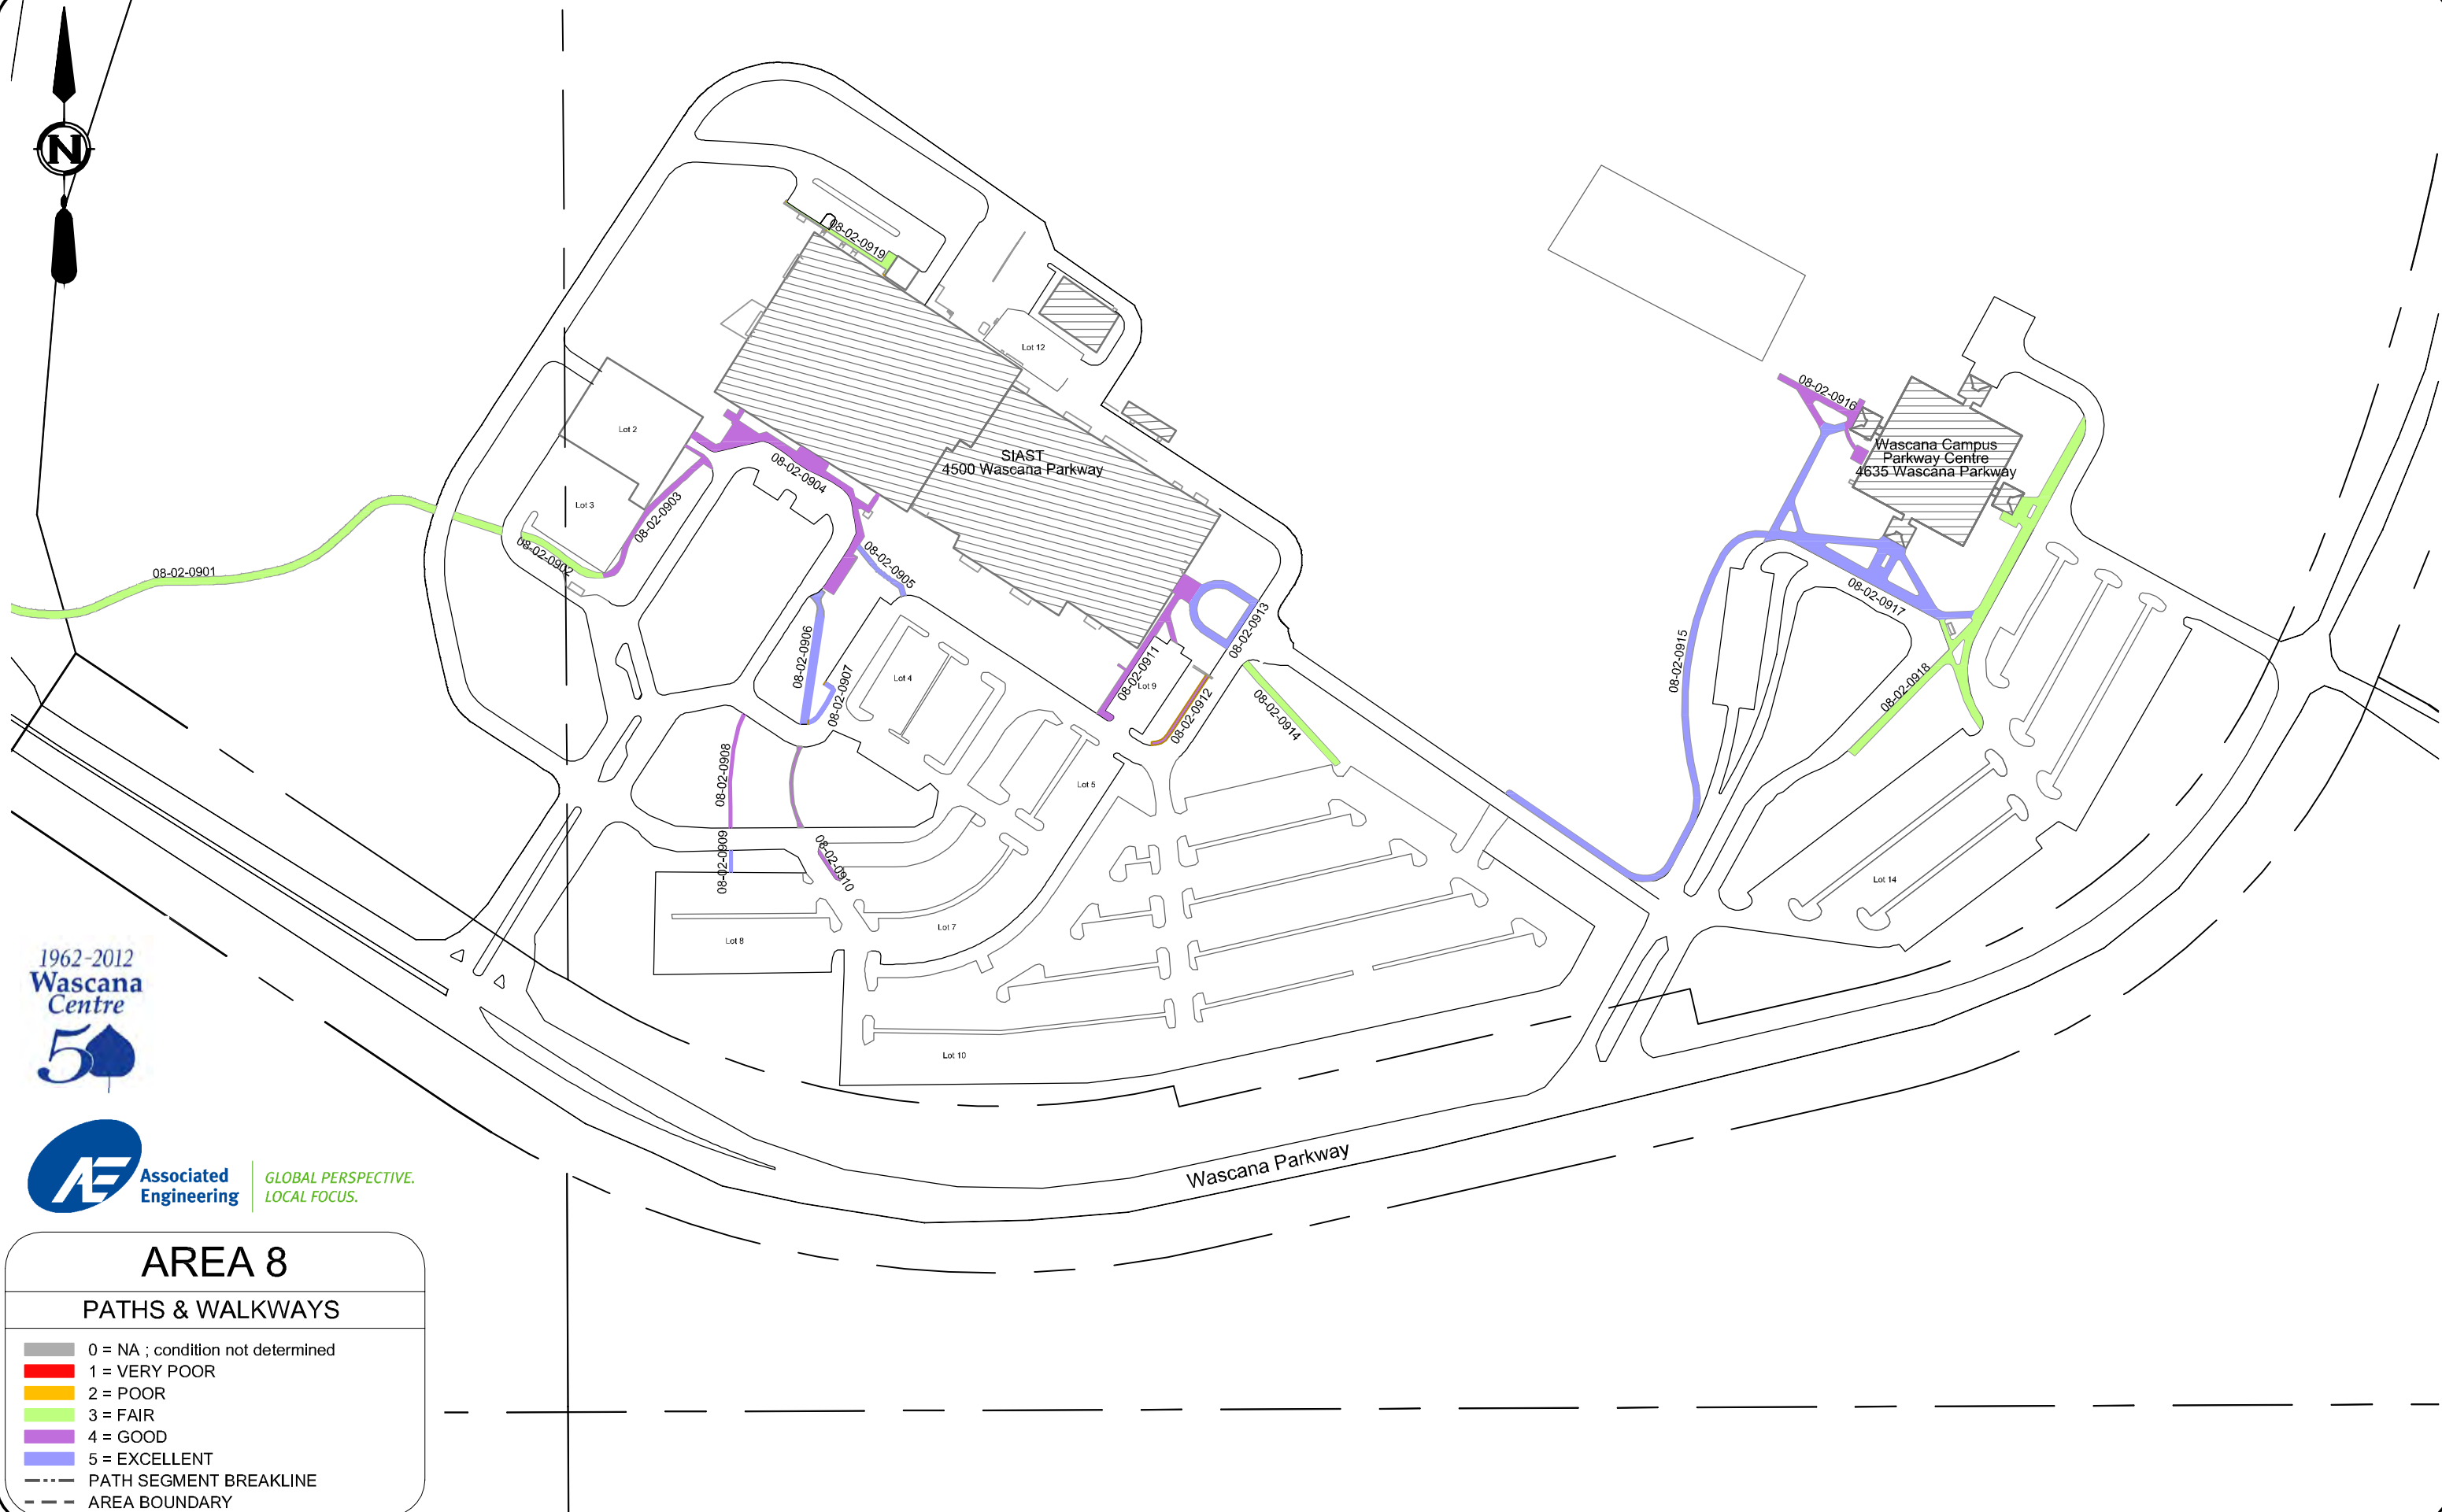 N
08-02-0919
Lot 12
08-02-0916
Lot 2
Wascana Campus
Parkway Centre
4635 Wascana Parkway
SIAST
4500 Wascana Parkway
08-02-0904
Lot 3
08-02-0903
08-02-0902
08-02-0901
08-02-0905
08-02-0917
08-02-0913
08-02-0906
08-02-0915
08-02-0911
Lot 4
08-02-0907
Lot 9
08-02-0918
08-02-0912
08-02-0914
08-02-0908
Lot 5
08-02-0909
08-02-0910
Lot 14
Lot 7
Lot 8
Lot 10
Wascana Parkway
1962-2012
Wascana
Centre
50
AE
Associated
Engineering
GLOBAL PERSPECTIVE.
LOCAL FOCUS.
AREA 8
PATHS & WALKWAYS
0 = NA ; condition not determined
1 = VERY POOR
2 = POOR
3 = FAIR
4 = GOOD
5 = EXCELLENT
PATH SEGMENT BREAKLINE
AREA BOUNDARY